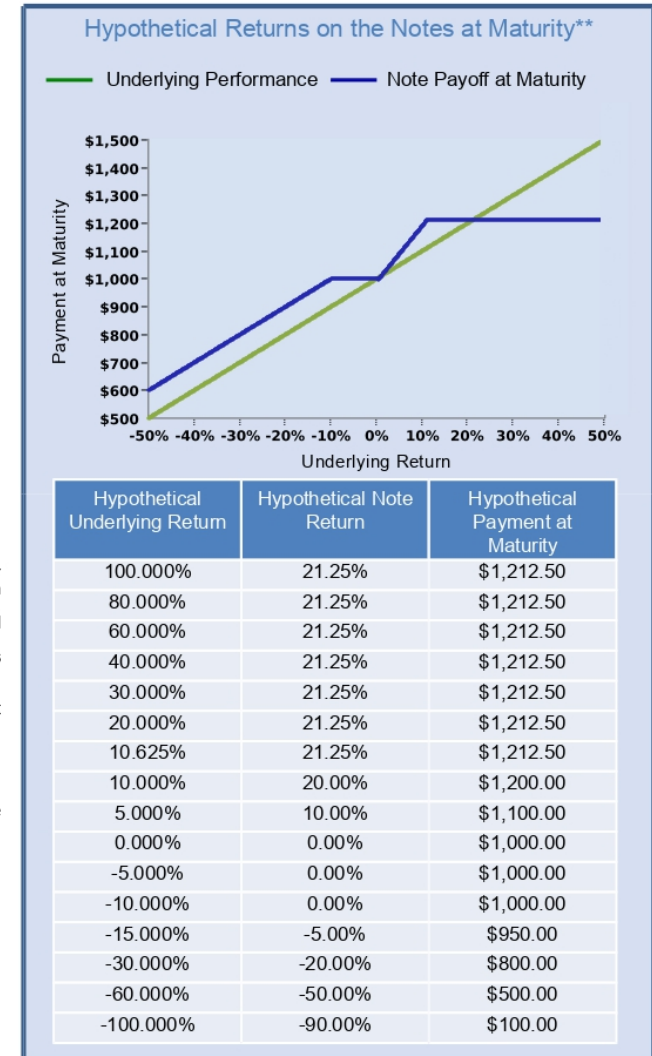 Hypothetical Returns on the Notes at Maturity**
Underlying Performance Note Payoff at Maturity
Payment at Maturity
$1,500
$1,400
$1,300
$1,200
$1,100
$1,000
$900
$800
$700
$600
$500
-50% -40% -30% -20% -10% 0% 10% 20% 30% 40% 50%
Underlying Return
Hypothetical Underlying Return Hypothetical Note Return Hypothetical Payment at Maturity
100.000% 21.25% $1,212.50
80.000% 21.25% $1,212.50
60.000% 21.25% $1,212.50
40.000% 21.25% $1,212.50
30.000% 21.25% $1,212.50
20.000% 21.25% $1,212.50
10.625% 21.25% $1,212.50
10.000% 20.00% $1,200.00
5.000% 10.00% $1,100.00
0.000% 0.00% $1,000.00
-5.000% 0.00% $1,000.00
-10.000% 0.00% $1,000.00
-15.000% -5.00% $950.00
-30.000% -20.00% $800.00
-60.000% -50.00% $500.00
-100.000% -90.00% $100.00